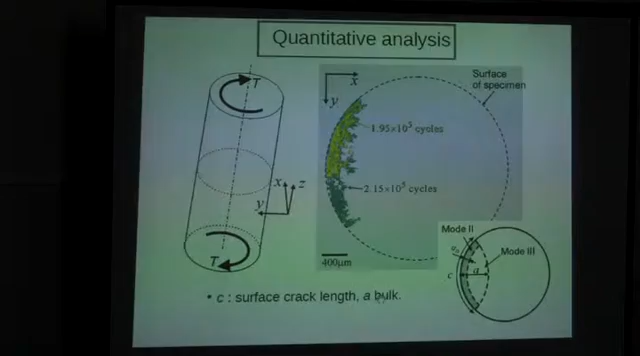 Quantitative analysis
T
x
y
Surface
of specimen
1.95×10⁵ cycles
2.15×10⁵ cycles
x
z
y
T
400μm
Mode II
Mode III
c
a
• c : surface crack length, a bulk.